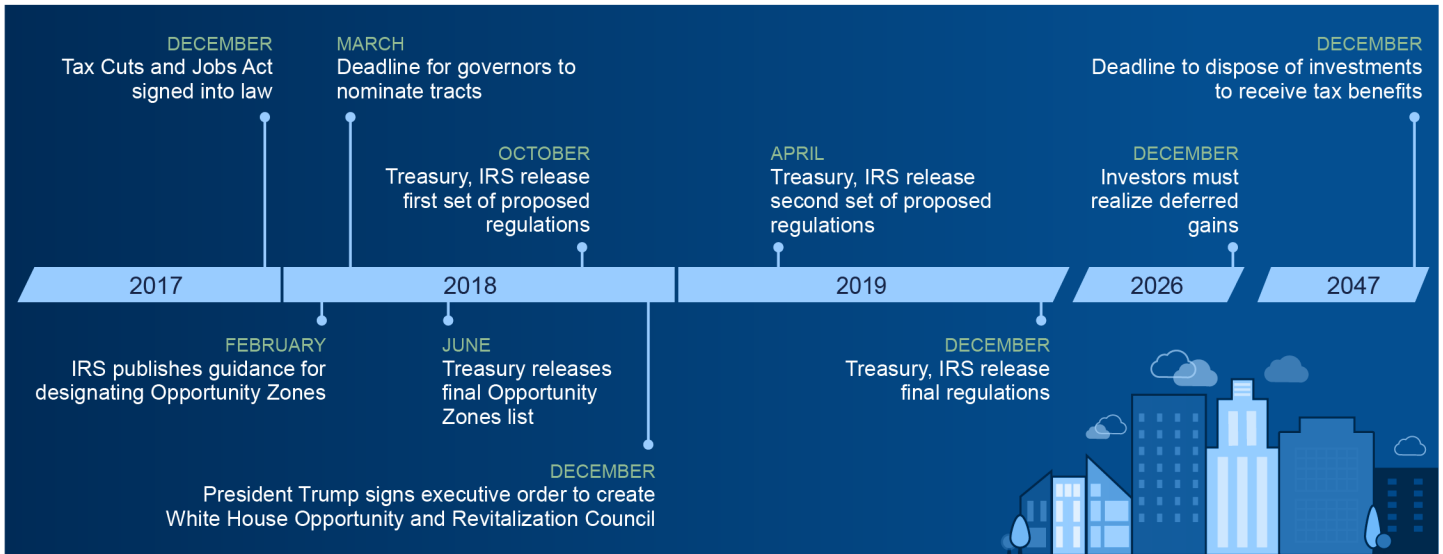 DECEMBER
Tax Cuts and Jobs Act
signed into law
MARCH
Deadline for governors to
nominate tracts
DECEMBER
Deadline to dispose of investments
to receive tax benefits
OCTOBER
Treasury, IRS release
first set of proposed
regulations
APRIL
Treasury, IRS release
second set of proposed
regulations
DECEMBER
Investors must
realize deferred
gains
2017
2018
2019
2026
2047
FEBRUARY
IRS publishes guidance for
designating Opportunity Zones
JUNE
Treasury releases
final Opportunity
Zones list
DECEMBER
Treasury, IRS release
final regulations
DECEMBER
President Trump signs executive order to create
White House Opportunity and Revitalization Council